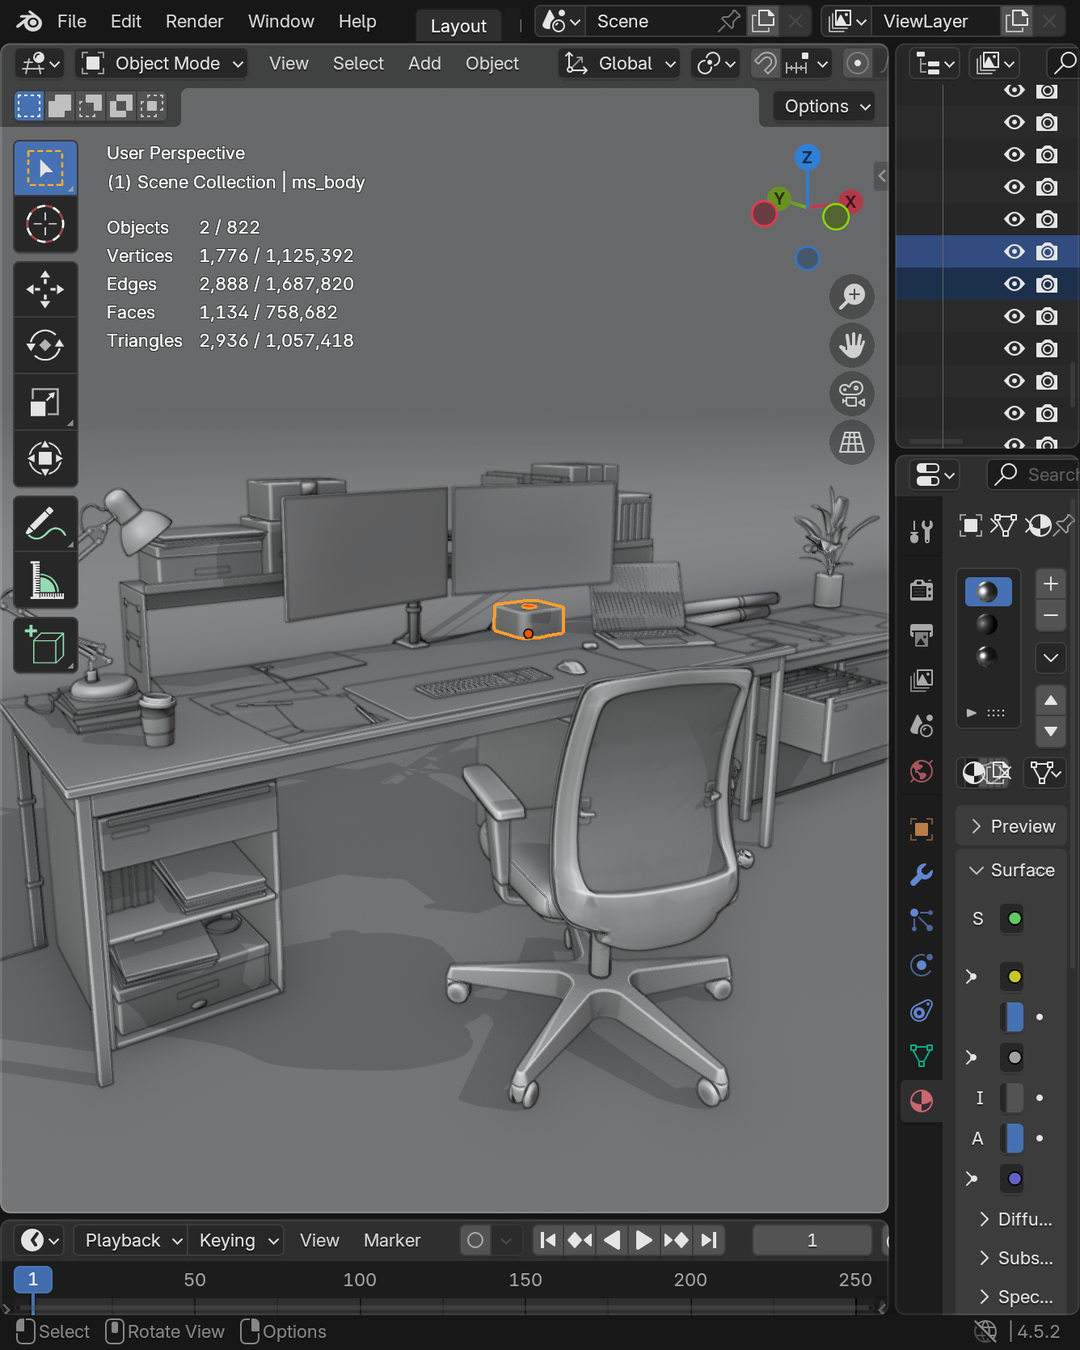 File Edit Render Window Help Layout Scene ViewLayer
Object Mode View Select Add Object Global
Options
User Perspective
(1) Scene Collection | ms_body
Objects 2 / 822
Vertices 1,776 / 1,125,392
Edges 2,888 / 1,687,820
Faces 1,134 / 758,682
Triangles 2,936 / 1,057,418
Z
Y
X
Search
Preview
Surface
S
I
A
Diffu...
Subs...
Spec...
Playback Keying View Marker 1
1 50 100 150 200 250
Select Rotate View Options 4.5.2